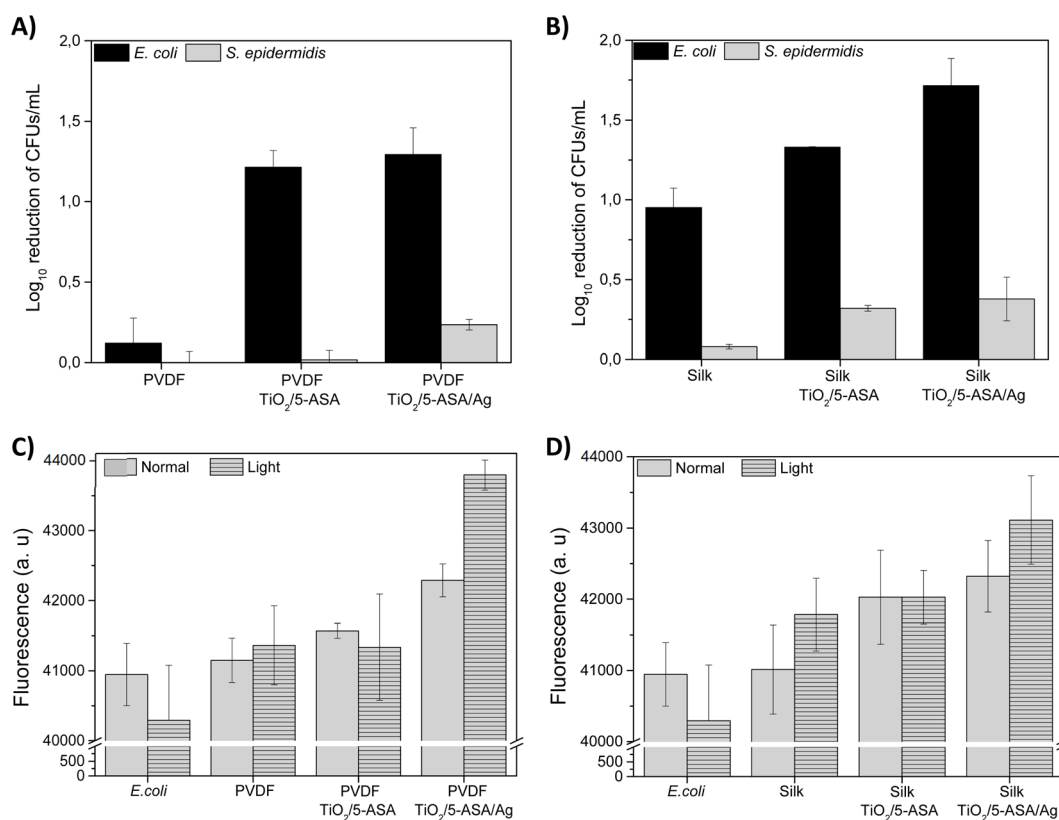 A)
2,0
1,5
1,0
0,5
0,0
Log₁₀ reduction of CFUs/mL
E. coli
S. epidermidis
PVDF
PVDF
TiO₂/5-ASA
PVDF
TiO₂/5-ASA/Ag
B)
2,0
1,5
1,0
0,5
0,0
Log₁₀ reduction of CFUs/mL
E. coli
S. epidermidis
Silk
Silk
TiO₂/5-ASA
Silk
TiO₂/5-ASA/Ag
C)
44000
43000
42000
41000
40000
500
0
Fluorescence (a. u)
Normal
Light
E.coli
PVDF
PVDF
TiO₂/5-ASA
PVDF
TiO₂/5-ASA/Ag
D)
44000
43000
42000
41000
40000
500
0
Fluorescence (a. u)
Normal
Light
E.coli
Silk
Silk
TiO₂/5-ASA
Silk
TiO₂/5-ASA/Ag